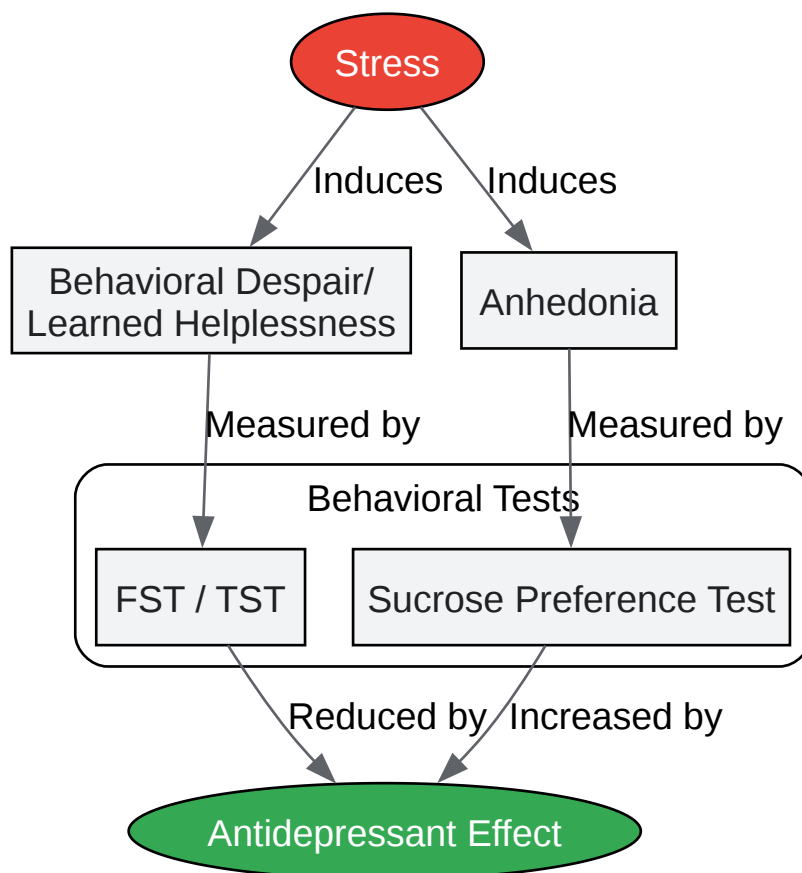 Stress
Induces
Induces
Behavioral Despair/
Learned Helplessness
Anhedonia
Measured by
Measured by
Behavioral Tests
FST / TST
Sucrose Preference Test
Reduced by
Increased by
Antidepressant Effect